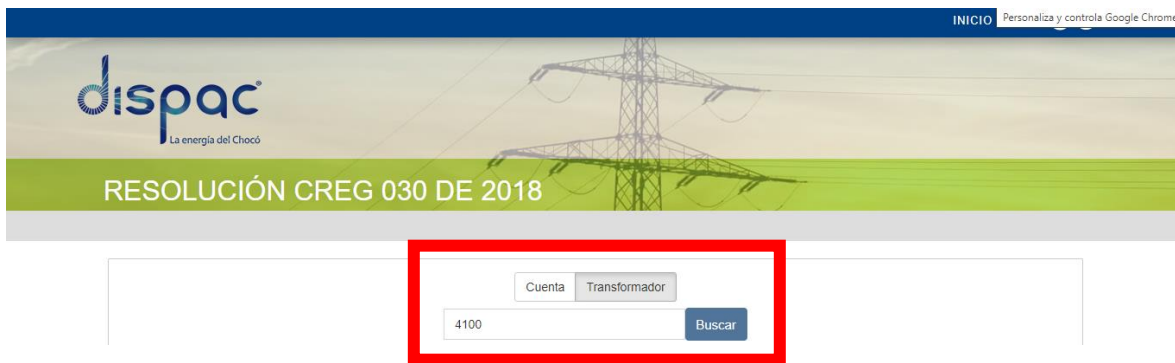 INICIO
Personaliza y controla Google Chrome
dispac
La energía del Chocó
RESOLUCIÓN CREG 030 DE 2018
Cuenta Transformador
4100 Buscar